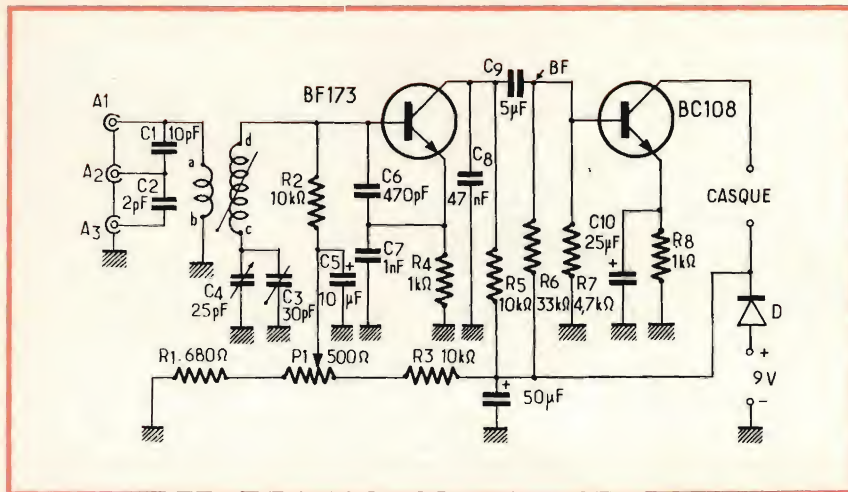 A1
C1 10pF
A2
C2
2pF
A3
a
b
d
c
C4
25pF
C3
30pF
R2
10kΩ
C5 +
10 µF
BF173
C6
470pF
C7
1nF
R4
1kΩ
C8
47 nF
C9
5µF
BF
R5
10kΩ
R6
33kΩ
R7
4,7kΩ
BC108
C10
25µF
+
R8
1kΩ
CASQUE
D
+
9V
-
R1.680Ω
P1 500Ω
R3 10kΩ
+
50µF